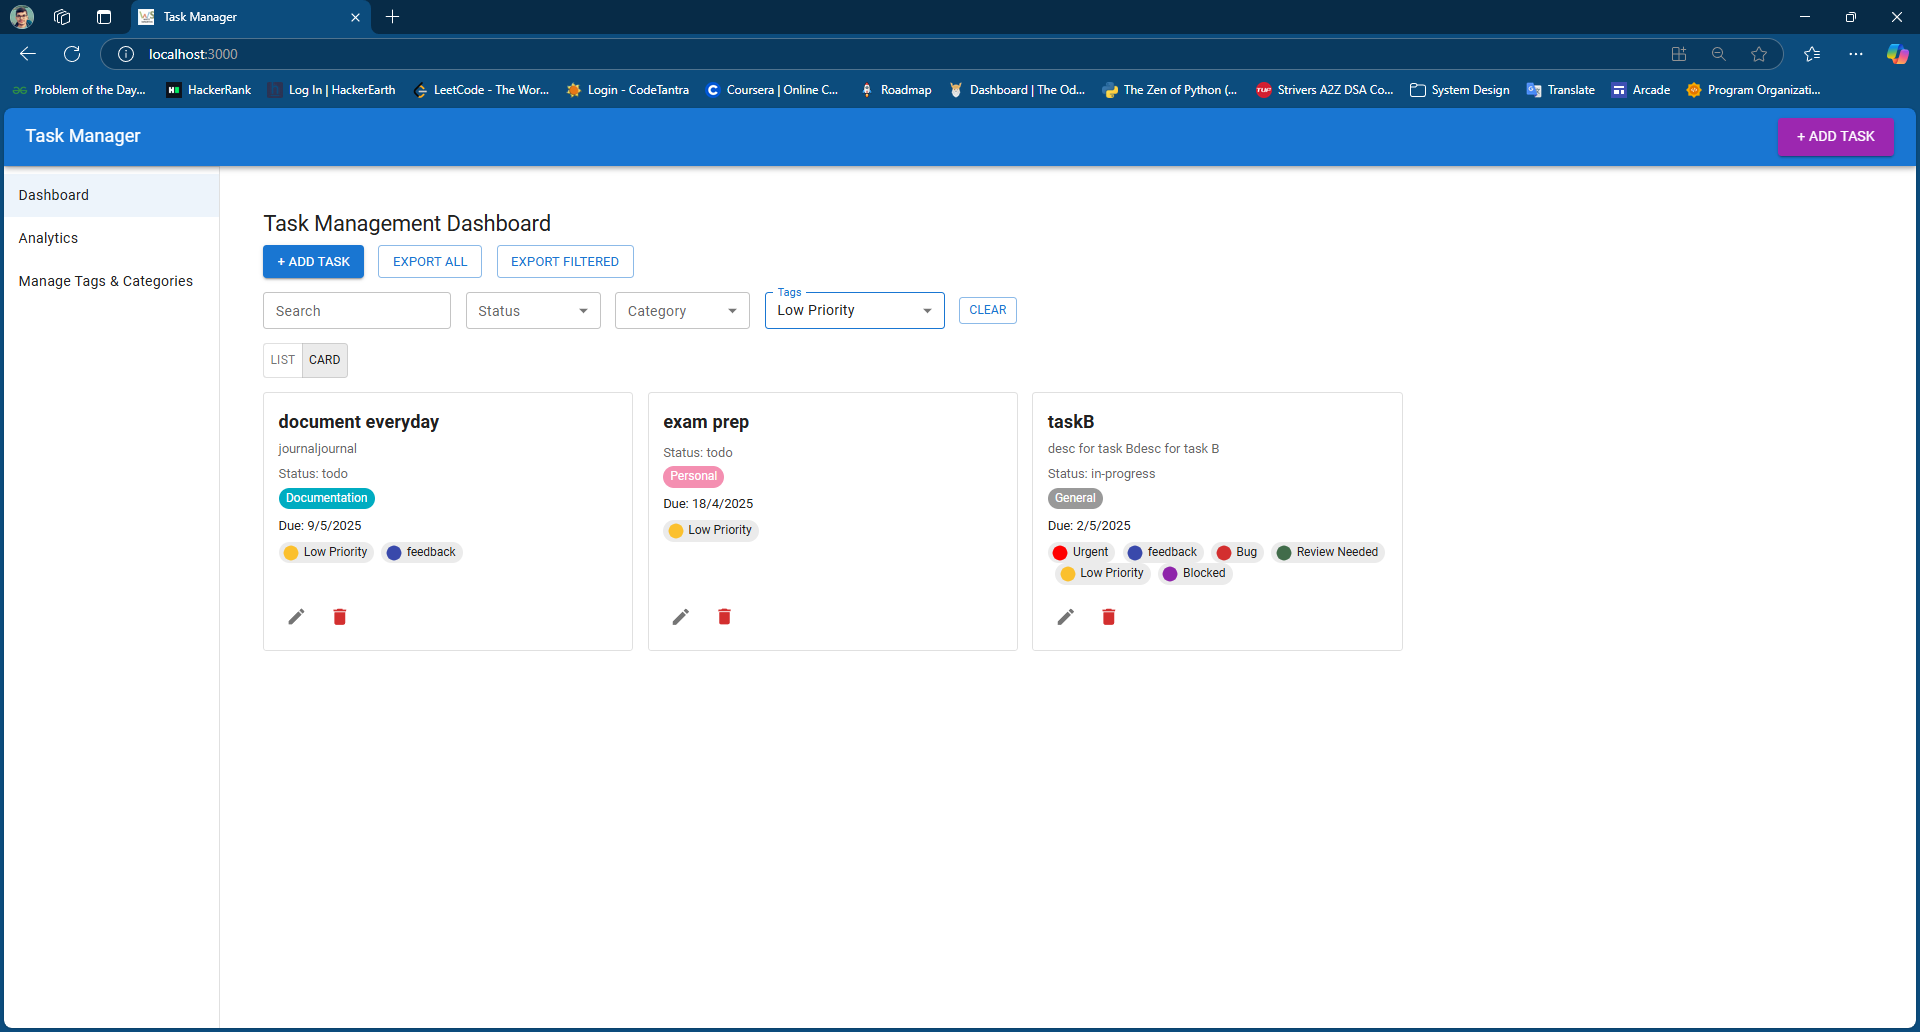 Task Manager
localhost:3000
Problem of the Day... HackerRank Log In | HackerEarth LeetCode - The Wor... Login - CodeTantra Coursera | Online C... Roadmap Dashboard | The Od... The Zen of Python (... Strivers A2Z DSA Co... System Design Translate Arcade Program Organizati...
Task Manager
+ ADD TASK
Dashboard
Analytics
Manage Tags & Categories
Task Management Dashboard
+ ADD TASK EXPORT ALL EXPORT FILTERED
Tags
Search Status Category Low Priority CLEAR
LIST CARD
document everyday
journaljournal
Status: todo
Documentation
Due: 9/5/2025
Low Priority feedback
exam prep
Status: todo
Personal
Due: 18/4/2025
Low Priority
taskB
desc for task Bdesc for task B
Status: in-progress
General
Due: 2/5/2025
Urgent feedback Bug Review Needed
Low Priority Blocked